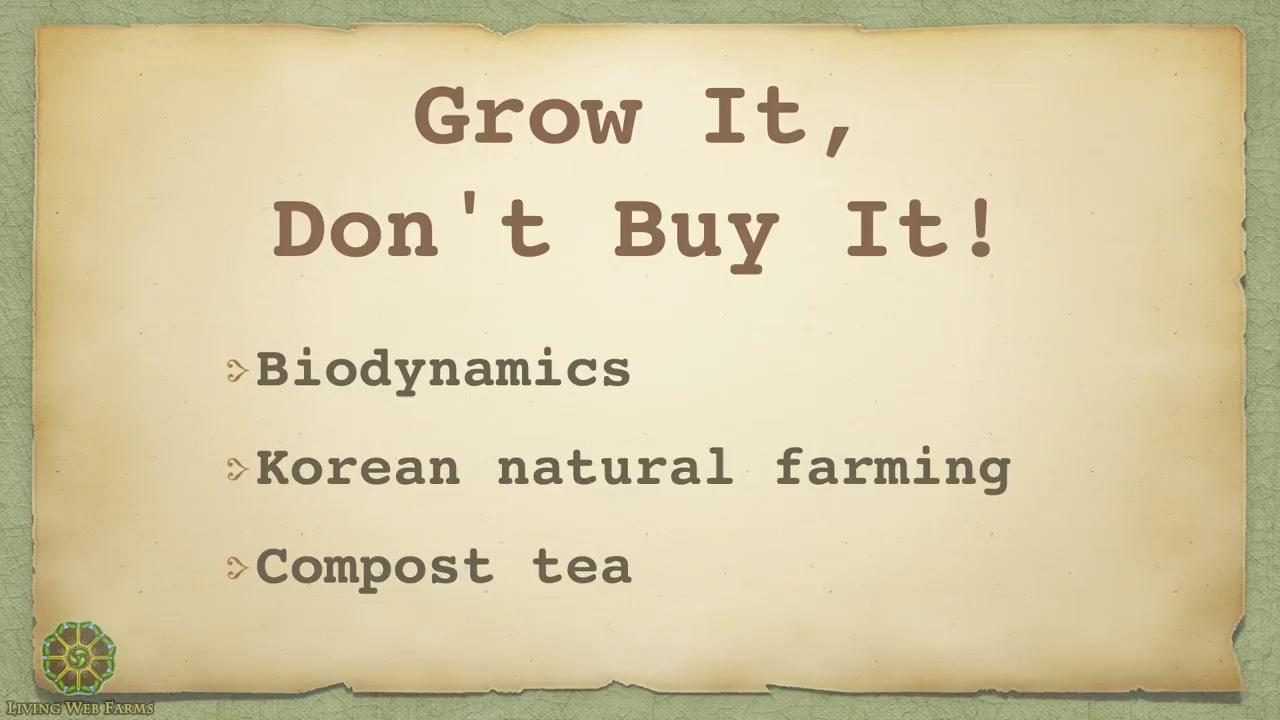 Grow It,
Don't Buy It!
Biodynamics
Korean natural farming
Compost tea
Living Web Farms